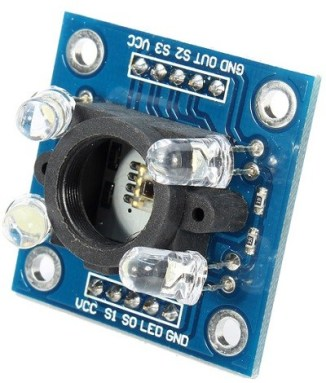 GND OUT S2 S3 VCC
VCC S1 S0 LED GND